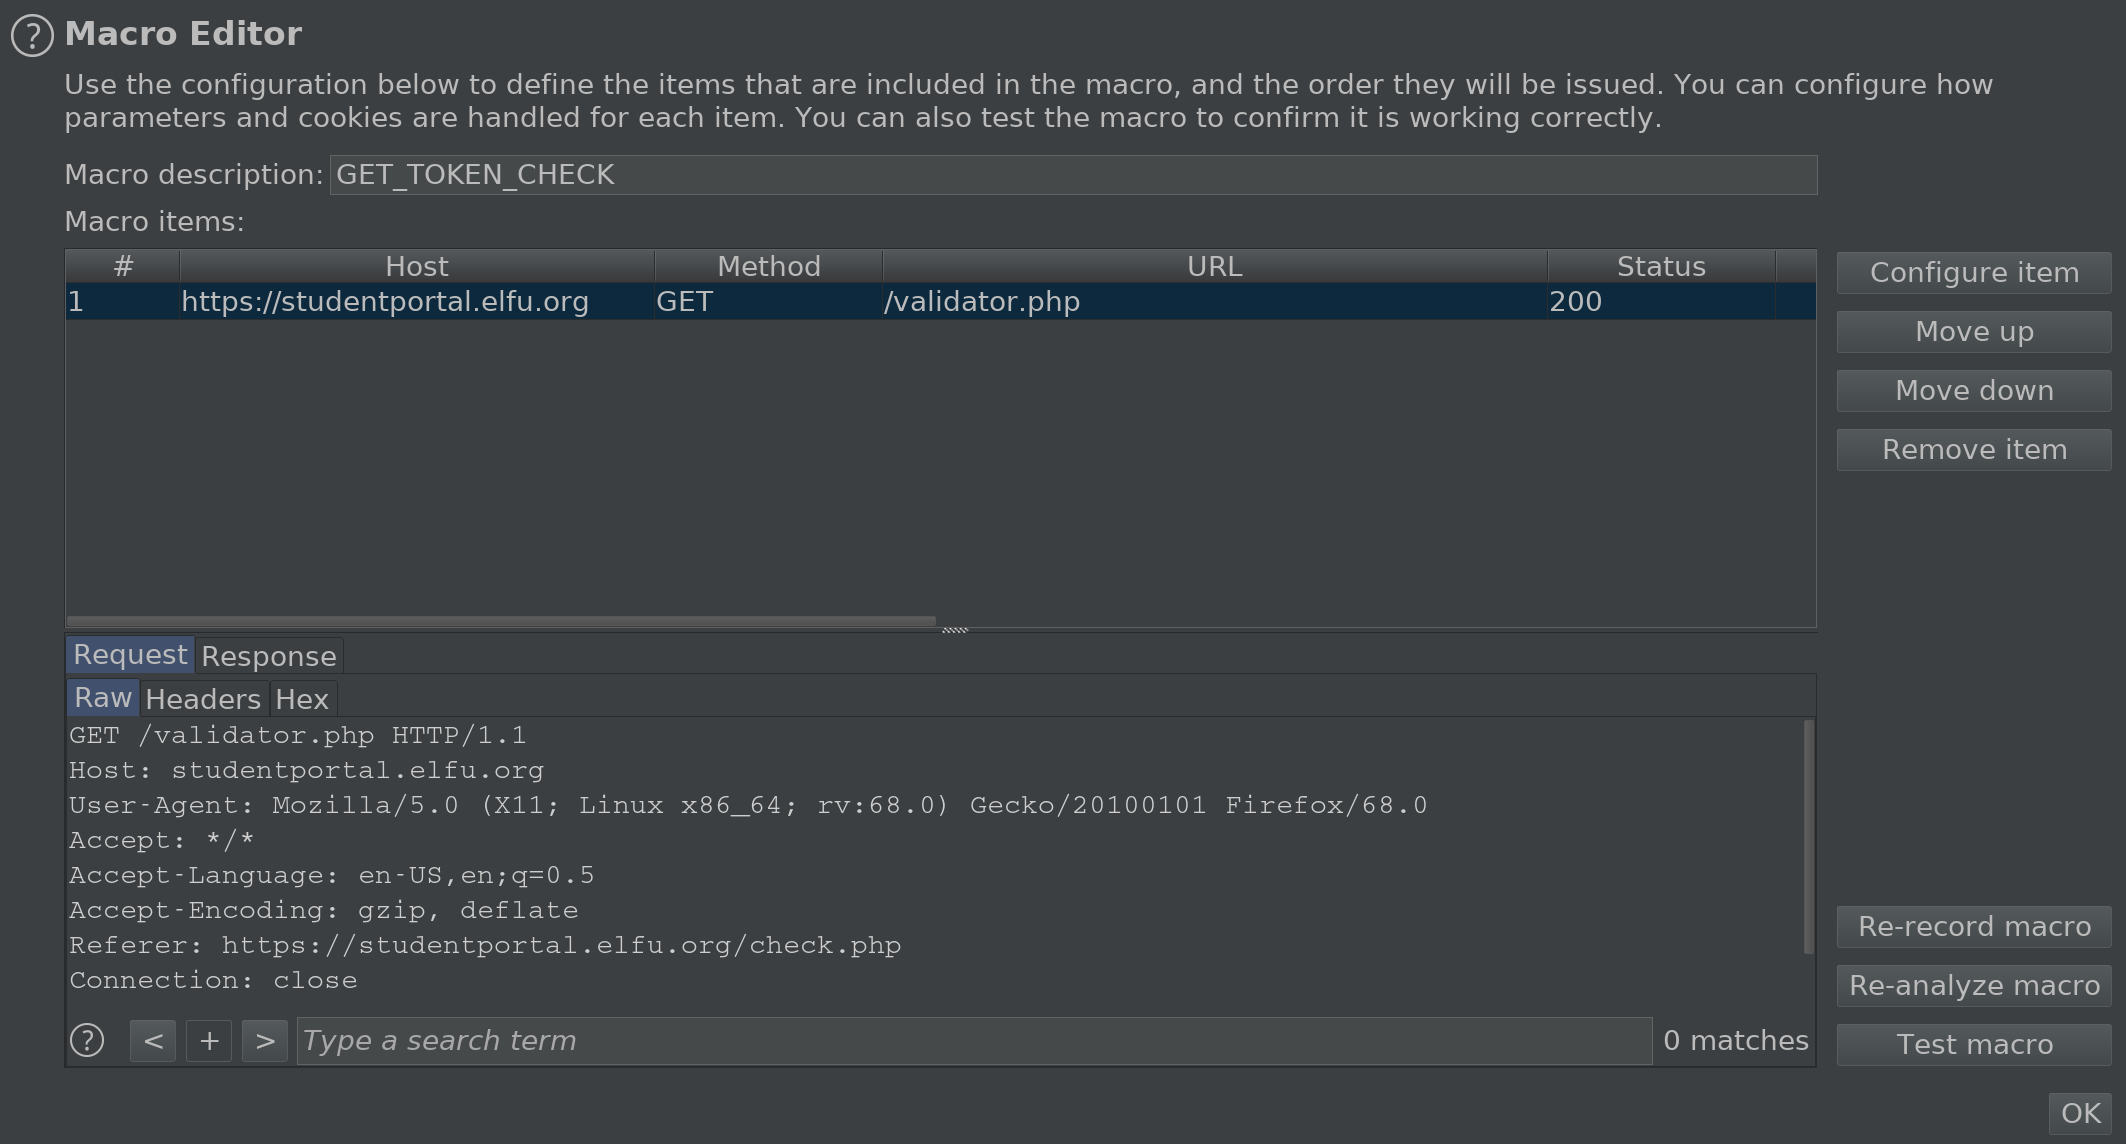 ? Macro Editor
Use the configuration below to define the items that are included in the macro, and the order they will be issued. You can configure how
parameters and cookies are handled for each item. You can also test the macro to confirm it is working correctly.
Macro description: GET_TOKEN_CHECK
Macro items:
# Host Method URL Status
1 https://studentportal.elfu.org GET /validator.php 200
Configure item
Move up
Move down
Remove item
Request Response
Raw Headers Hex
GET /validator.php HTTP/1.1
Host: studentportal.elfu.org
User-Agent: Mozilla/5.0 (X11; Linux x86_64; rv:68.0) Gecko/20100101 Firefox/68.0
Accept: */*
Accept-Language: en-US,en;q=0.5
Accept-Encoding: gzip, deflate
Referer: https://studentportal.elfu.org/check.php
Connection: close
? < + > Type a search term 0 matches
Re-record macro
Re-analyze macro
Test macro
OK